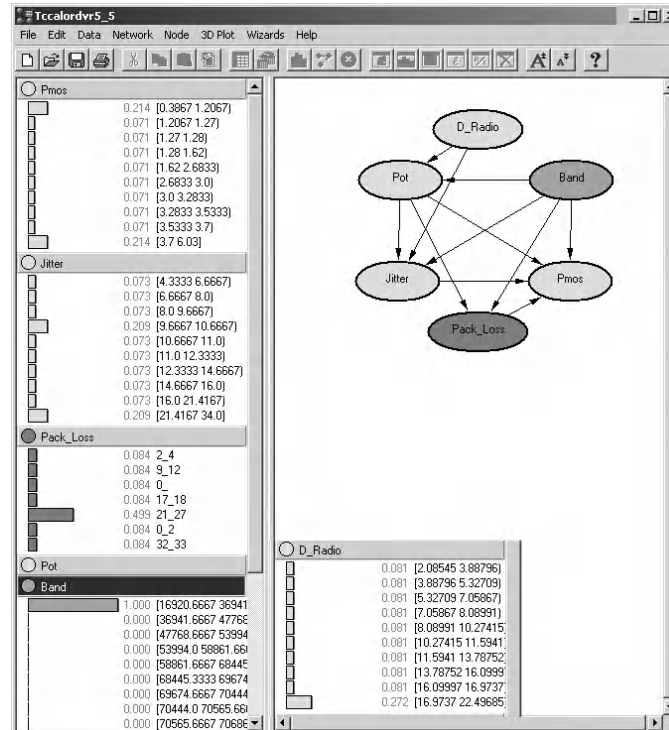 Tccalordvr5_5
File Edit Data Network Node 3D Plot Wizards Help
Pmos
0.214 [0.3867 1.2067)
0.071 [1.2067 1.27)
0.071 [1.27 1.28)
0.071 [1.28 1.62)
0.071 [1.62 2.6833)
0.071 [2.6833 3.0)
0.071 [3.0 3.2833)
0.071 [3.2833 3.5333)
0.071 [3.5333 3.7)
0.214 [3.7 6.03)
Jitter
0.073 [4.3333 6.6667)
0.073 [6.6667 8.0)
0.073 [8.0 9.6667)
0.209 [9.6667 10.6667)
0.073 [10.6667 11.0)
0.073 [11.0 12.3333)
0.073 [12.3333 14.6667)
0.073 [14.6667 16.0)
0.073 [16.0 21.4167)
0.209 [21.4167 34.0)
Pack_Loss
0.084 2_4
0.084 9_12
0.084 0_
0.084 17_18
0.499 21_27
0.084 0_2
0.084 32_33
Pot
Band
1.000 [16920.6667 36941
0.000 [36941.6667 47768
0.000 [47768.6667 53994
0.000 [53994.0 58861.66
0.000 [58861.6667 68445
0.000 [68445.3333 69674
0.000 [69674.6667 70444
0.000 [70444.0 70565.66
0.000 [70565.6667 70686
D_Radio
Pot
Band
Jitter
Pmos
Pack_Loss
D_Radio
0.081 [2.08545 3.88796)
0.081 [3.88796 5.32709)
0.081 [5.32709 7.05867)
0.081 [7.05867 8.08991)
0.081 [8.08991 10.27415
0.081 [10.27415 11.5941
0.081 [11.5941 13.78752
0.081 [13.78752 16.0999
0.081 [16.09997 16.9737
0.272 [16.9737 22.49685